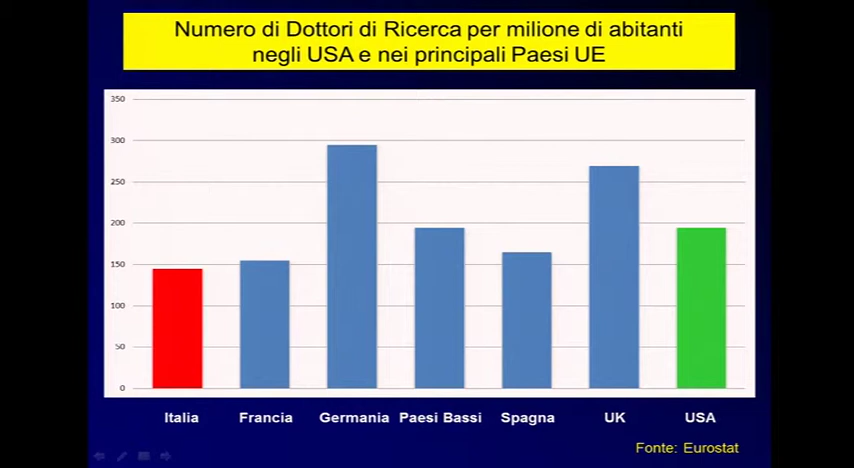 Numero di Dottori di Ricerca per milione di abitanti
negli USA e nei principali Paesi UE
350
300
250
200
150
100
50
0
Italia Francia Germania Paesi Bassi Spagna UK USA
Fonte: Eurostat